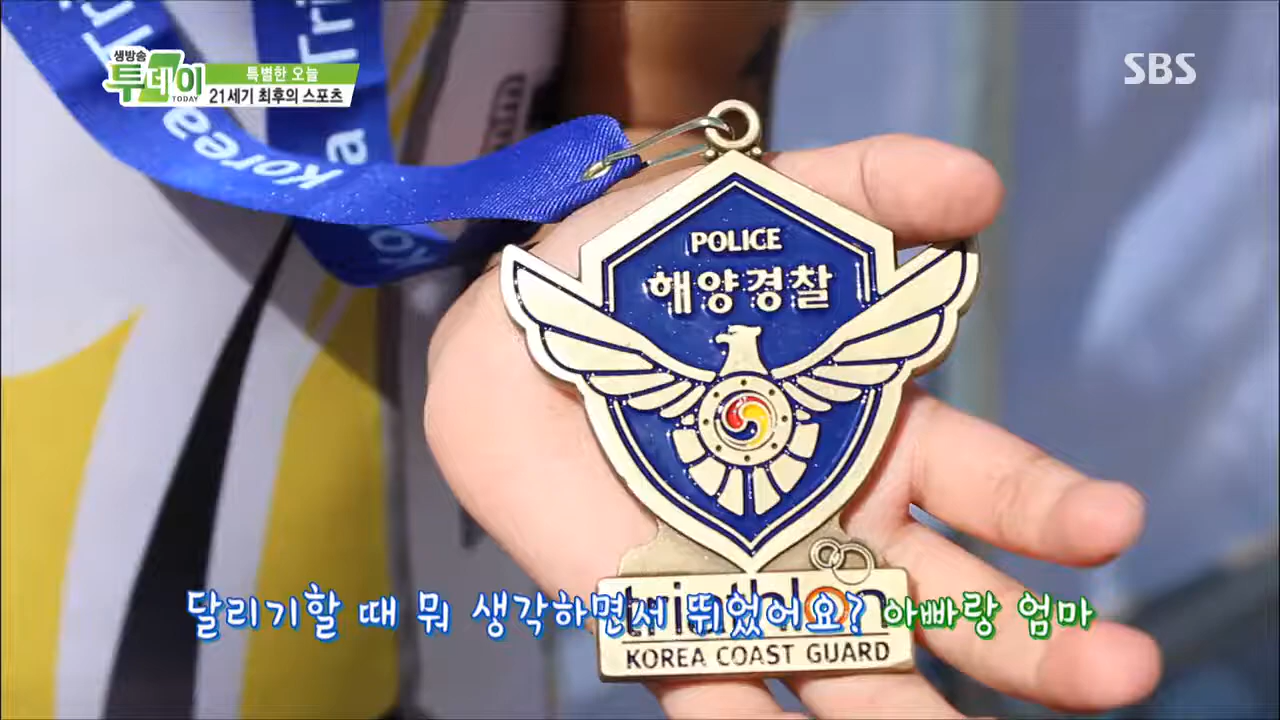 생방송
투데이
TODAY
특별한 오늘
21세기 최후의 스포츠
SBS
Korea
Korea
POLICE
해양경찰
triathlon
KOREA COAST GUARD
달리기할 때 뭐 생각하면서 뛰었어요? 아빠랑 엄마